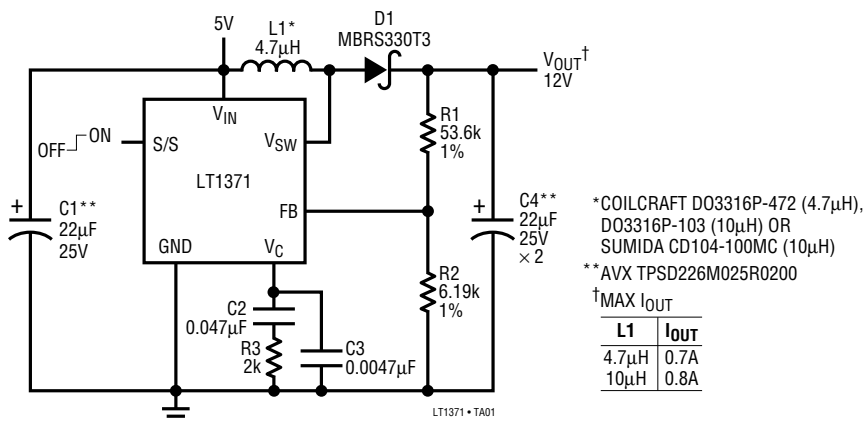 5V
L1*
4.7µH
D1
MBRS330T3
VOUT†
12V
VIN
OFF
ON
S/S
VSW
LT1371
FB
GND
VC
R1
53.6k
1%
+
C1**
22µF
25V
+
C4**
22µF
25V
× 2
R2
6.19k
1%
C2
0.047µF
R3
2k
C3
0.0047µF
LT1371 • TA01
*COILCRAFT DO3316P-472 (4.7µH),
DO3316P-103 (10µH) OR
SUMIDA CD104-100MC (10µH)
**AVX TPSD226M025R0200
†MAX IOUT
L1 IOUT
4.7µH 0.7A
10µH 0.8A